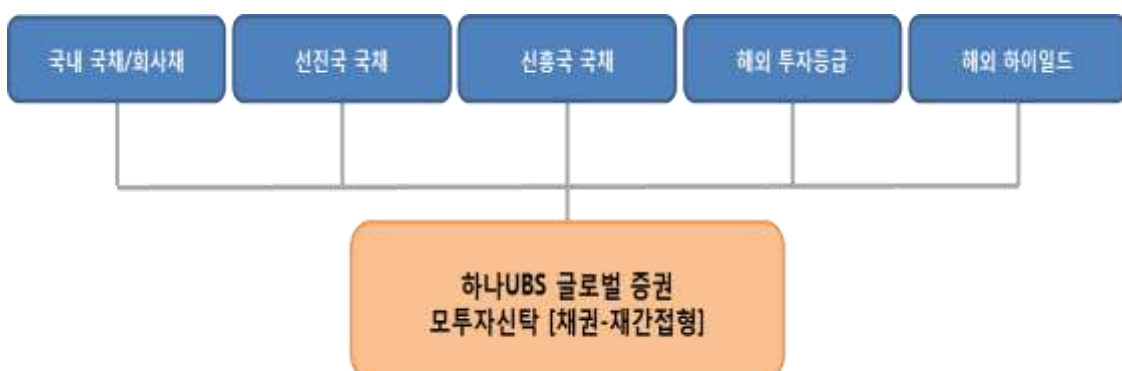 국내 국채/회사채
선진국 국채
신흥국 국채
해외 투자등급
해외 하이일드
하나UBS 글로벌 증권
모투자신탁 [채권-재간접형]